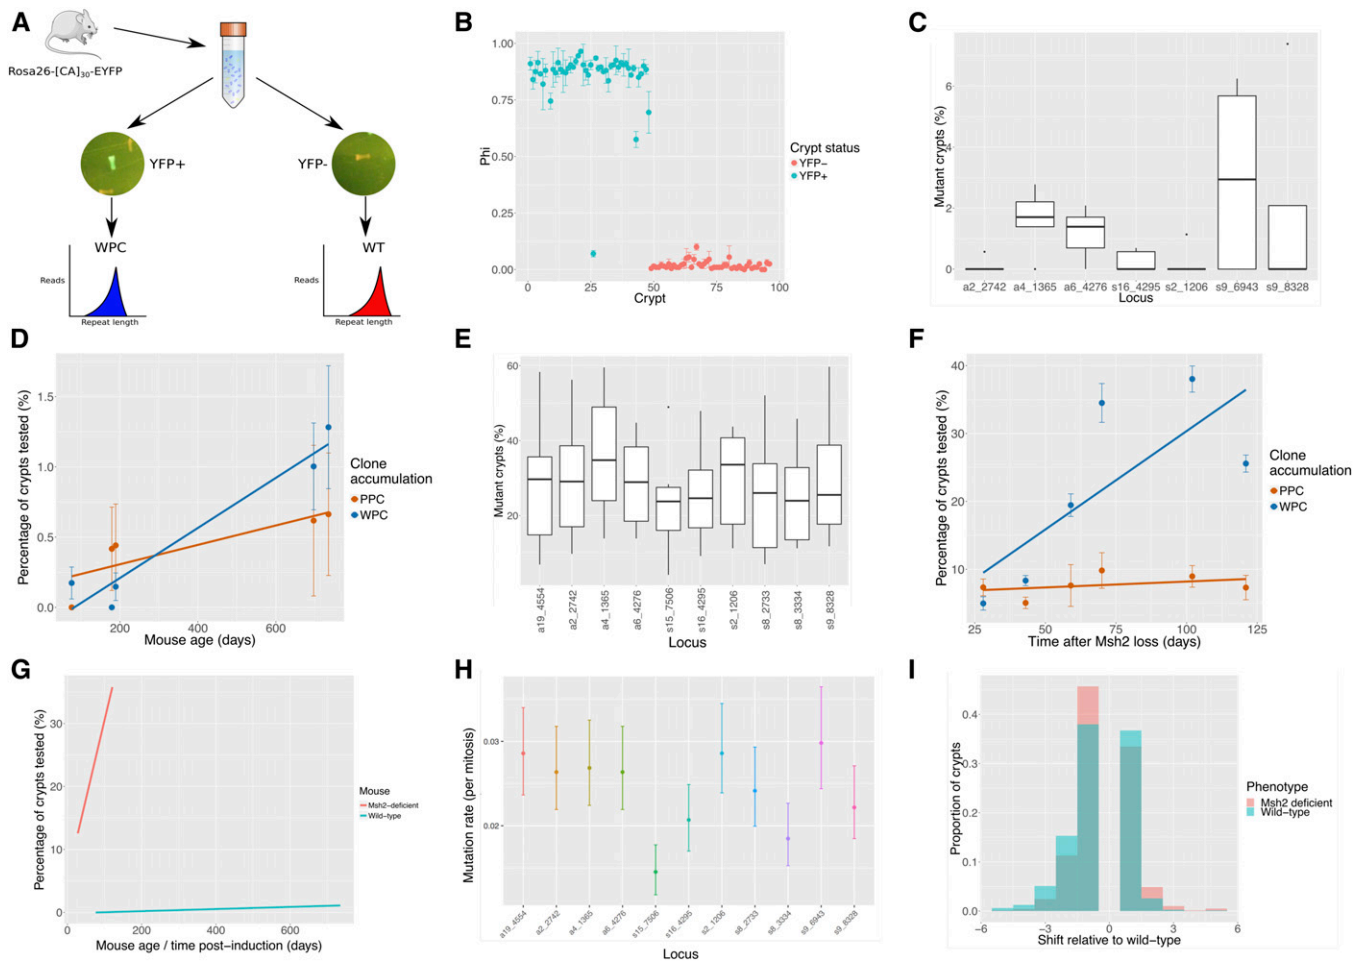 A
Rosa26-[CA]30-EYFP
YFP+
YFP-
WPC
WT
Reads
Repeat length
Reads
Repeat length
B
Phi
1.00
0.75
0.50
0.25
0.00
0
25
50
75
100
Crypt
Crypt status
YFP−
YFP+
C
Mutant crypts (%)
6
4
2
0
a2_2742
a4_1365
a6_4276
s16_4295
s2_1206
s9_6943
s9_8328
Locus
D
Percentage of crypts tested (%)
1.5
1.0
0.5
0.0
200
400
600
Mouse age (days)
Clone
accumulation
PPC
WPC
E
Mutant crypts (%)
60
40
20
a19_4554
a2_2742
a4_1365
a6_4276
s15_7506
s16_4295
s2_1206
s8_2733
s8_3334
s9_8328
Locus
F
Percentage of crypts tested (%)
40
30
20
10
25
50
75
100
125
Time after Msh2 loss (days)
Clone
accumulation
PPC
WPC
G
Percentage of crypts tested (%)
30
20
10
0
0
200
400
600
Mouse age / time post−induction (days)
Mouse
Msh2−deficient
Wild−type
H
Mutation rate (per mitosis)
0.03
0.02
a19_4554
a2_2742
a4_1365
a6_4276
s15_7506
s16_4295
s2_1206
s8_2733
s8_3334
s9_6943
s9_8328
Locus
I
Proportion of crypts
0.4
0.3
0.2
0.1
0.0
−6
−3
0
3
6
Shift relative to wild−type
Phenotype
Msh2 deficient
Wild−type